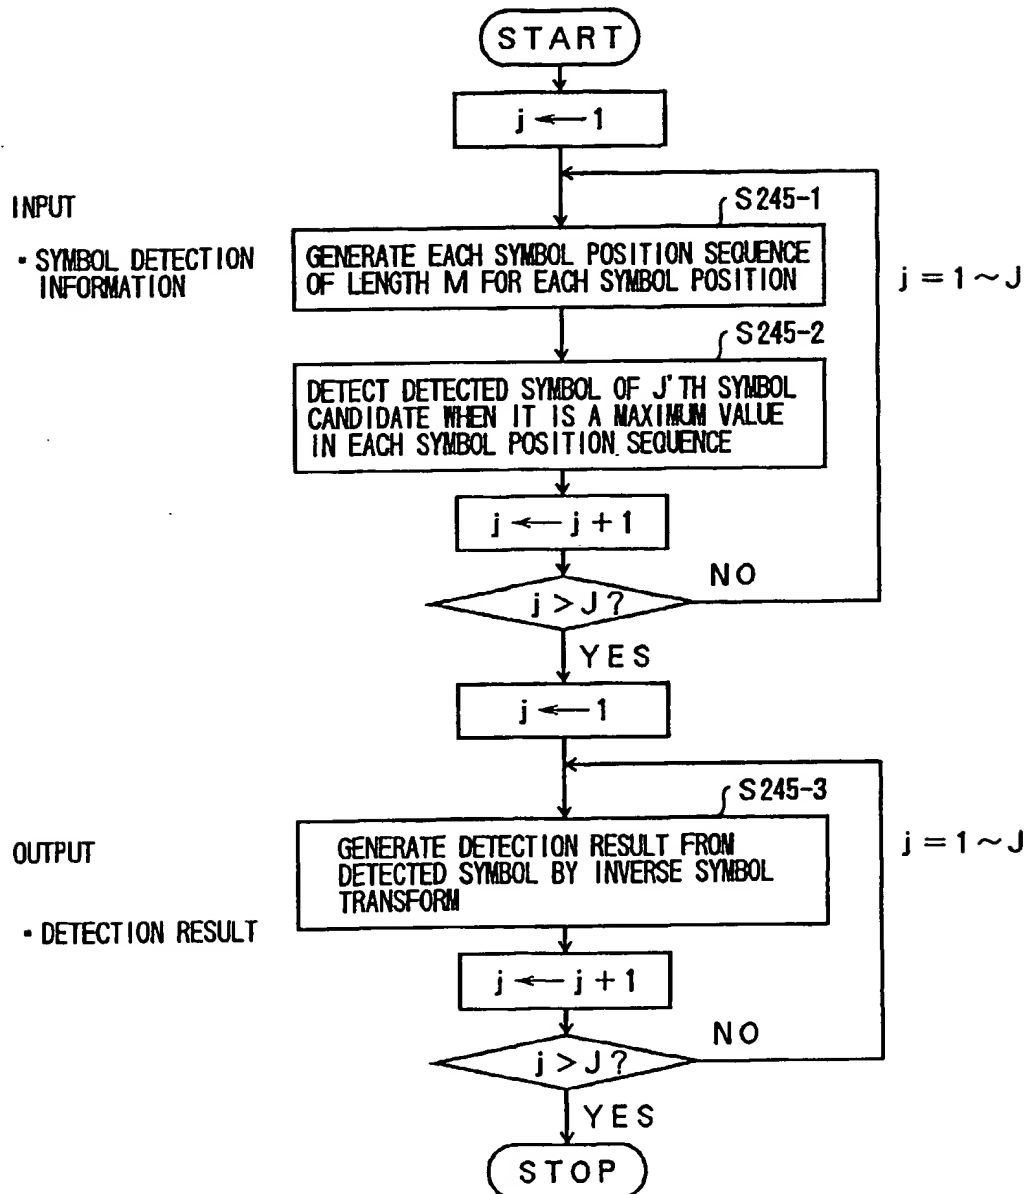 START
j ← 1
INPUT
• SYMBOL DETECTION
INFORMATION
S245-1
GENERATE EACH SYMBOL POSITION SEQUENCE
OF LENGTH M FOR EACH SYMBOL POSITION
j = 1 ~ J
S245-2
DETECT DETECTED SYMBOL OF J'TH SYMBOL
CANDIDATE WHEN IT IS A MAXIMUM VALUE
IN EACH SYMBOL POSITION SEQUENCE
j ← j + 1
NO
j > J ?
YES
j ← 1
S245-3
OUTPUT
• DETECTION RESULT
GENERATE DETECTION RESULT FROM
DETECTED SYMBOL BY INVERSE SYMBOL
TRANSFORM
j = 1 ~ J
j ← j + 1
NO
j > J ?
YES
STOP